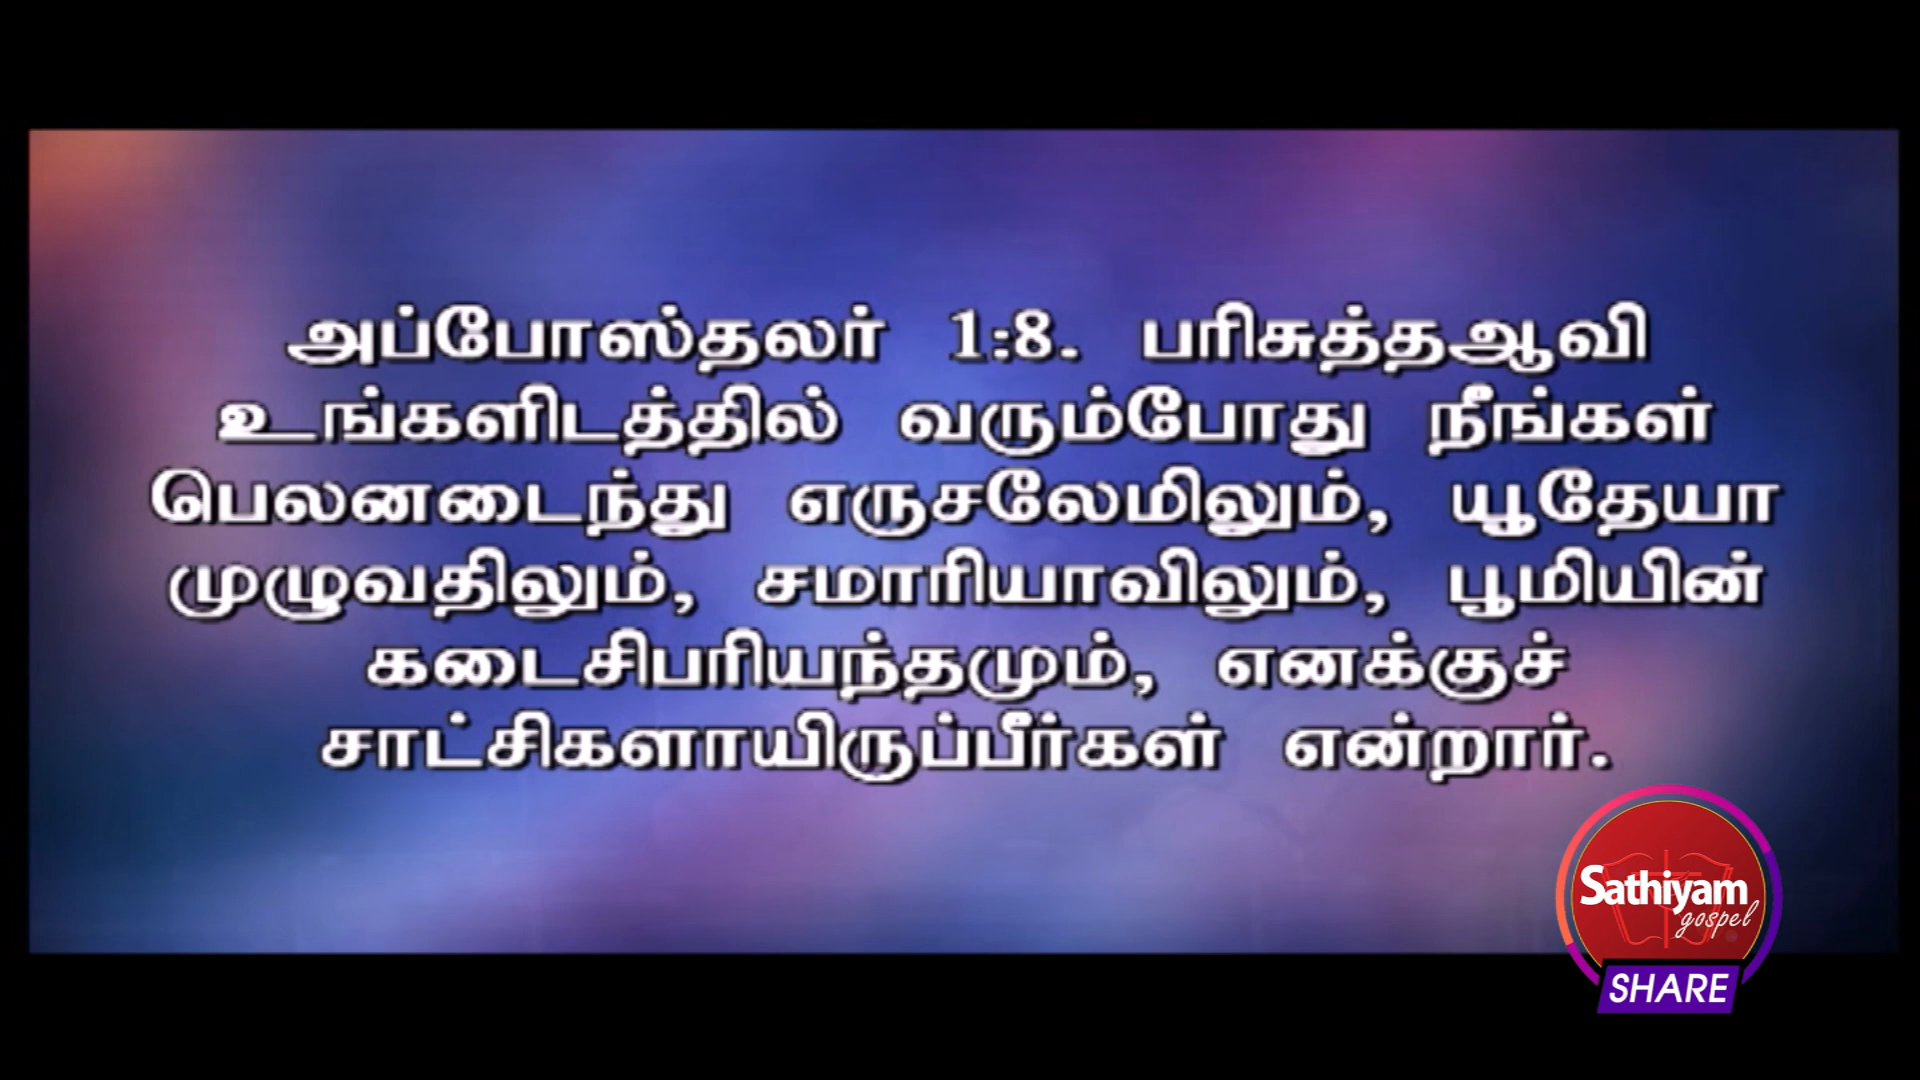 அப்போஸ்தலர் 1:8. பரிசுத்தஆவி
உங்களிடத்தில் வரும்போது நீங்கள்
பெலனடைந்து எருசலேமிலும், யூதேயா
முழுவதிலும், சமாரியாவிலும், பூமியின்
கடைசிபரியந்தமும், எனக்குச்
சாட்சிகளாயிருப்பீர்கள் என்றார்.
Sathiyam
gospel
SHARE